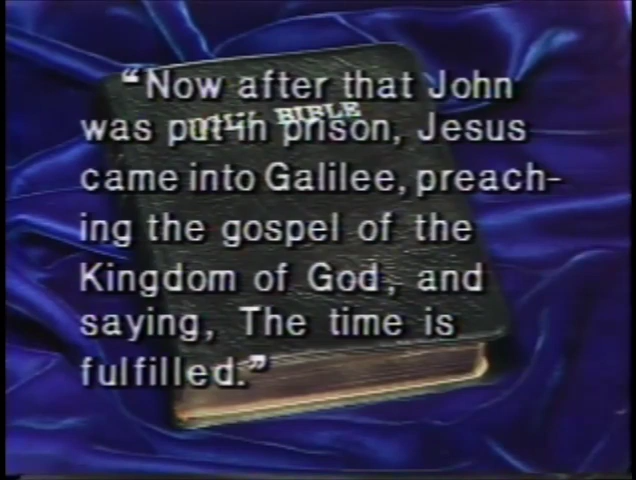 “Now after that John
was put in prison, Jesus
came into Galilee, preach-
ing the gospel of the
Kingdom of God, and
saying, The time is
fulfilled.”
BIBLE